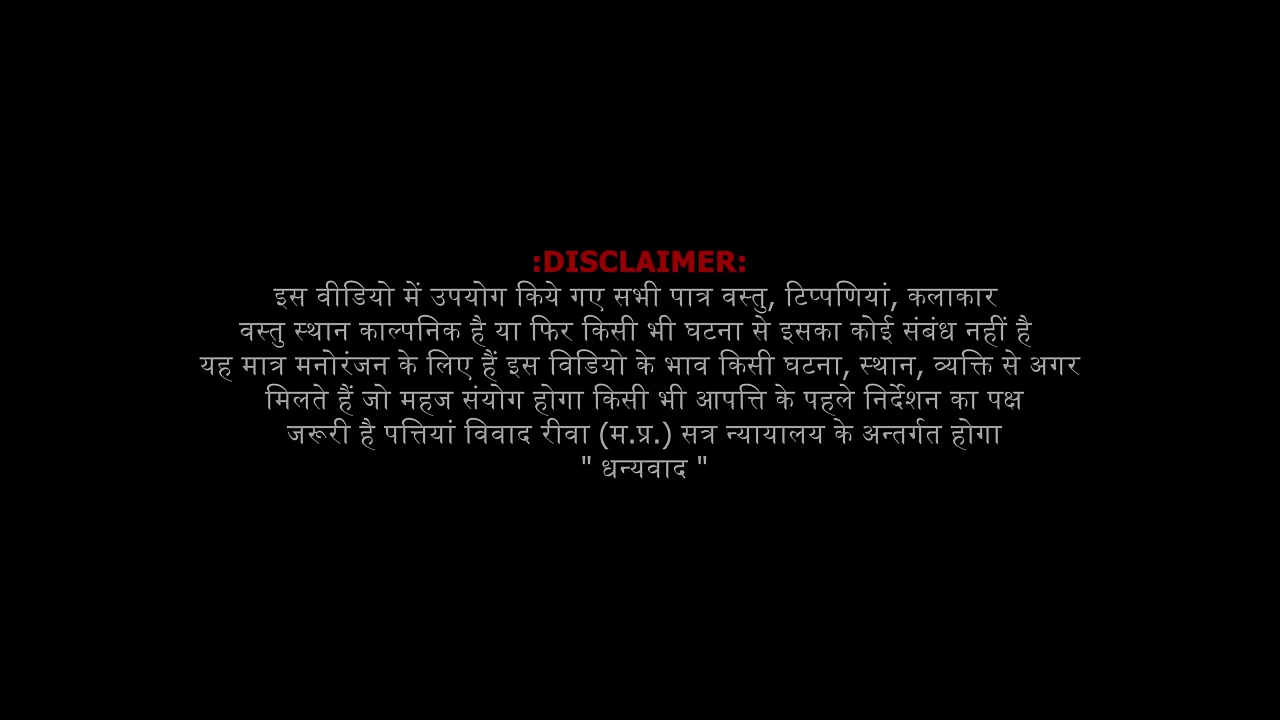 :DISCLAIMER:
इस वीडियो में उपयोग किये गए सभी पात्र वस्तु, टिप्पणियां, कलाकार
वस्तु स्थान काल्पनिक है या फिर किसी भी घटना से इसका कोई संबंध नहीं है
यह मात्र मनोरंजन के लिए हैं इस विडियो के भाव किसी घटना, स्थान, व्यक्ति से अगर
मिलते हैं जो महज संयोग होगा किसी भी आपत्ति के पहले निर्देशन का पक्ष
जरूरी है पत्तियां विवाद रीवा (म.प्र.) सत्र न्यायालय के अन्तर्गत होगा
" धन्यवाद "